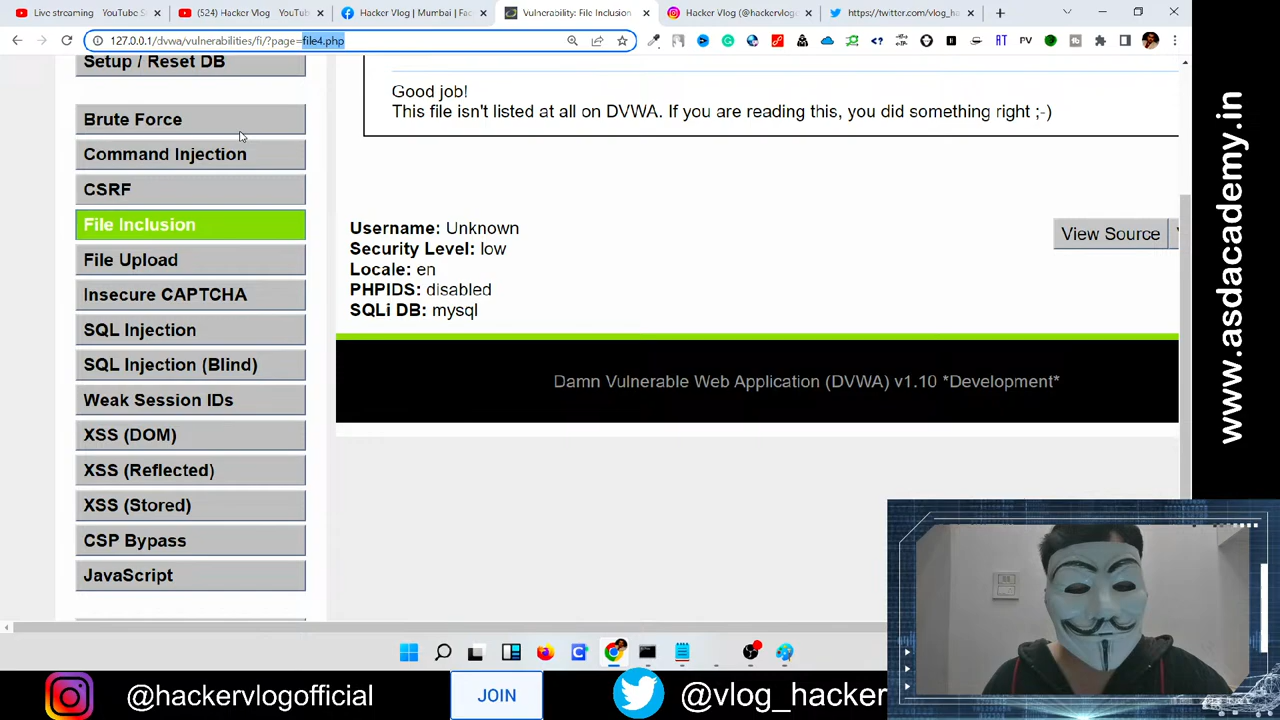 Live streaming - YouTube S
(524) Hacker Vlog - YouTube
Hacker Vlog | Mumbai | Fac
Vulnerability: File Inclusion
Hacker Vlog (@hackervlogo
https://twitter.com/vlog_ha
127.0.0.1/dvwa/vulnerabilities/fi/?page=file4.php
Setup / Reset DB
Brute Force
Command Injection
CSRF
File Inclusion
File Upload
Insecure CAPTCHA
SQL Injection
SQL Injection (Blind)
Weak Session IDs
XSS (DOM)
XSS (Reflected)
XSS (Stored)
CSP Bypass
JavaScript
Good job!
This file isn't listed at all on DVWA. If you are reading this, you did something right ;-)
Username: Unknown
Security Level: low
Locale: en
PHPIDS: disabled
SQLi DB: mysql
View Source
Damn Vulnerable Web Application (DVWA) v1.10 *Development*
www.asdacademy.in
@hackervlogofficial
JOIN
@vlog_hacker